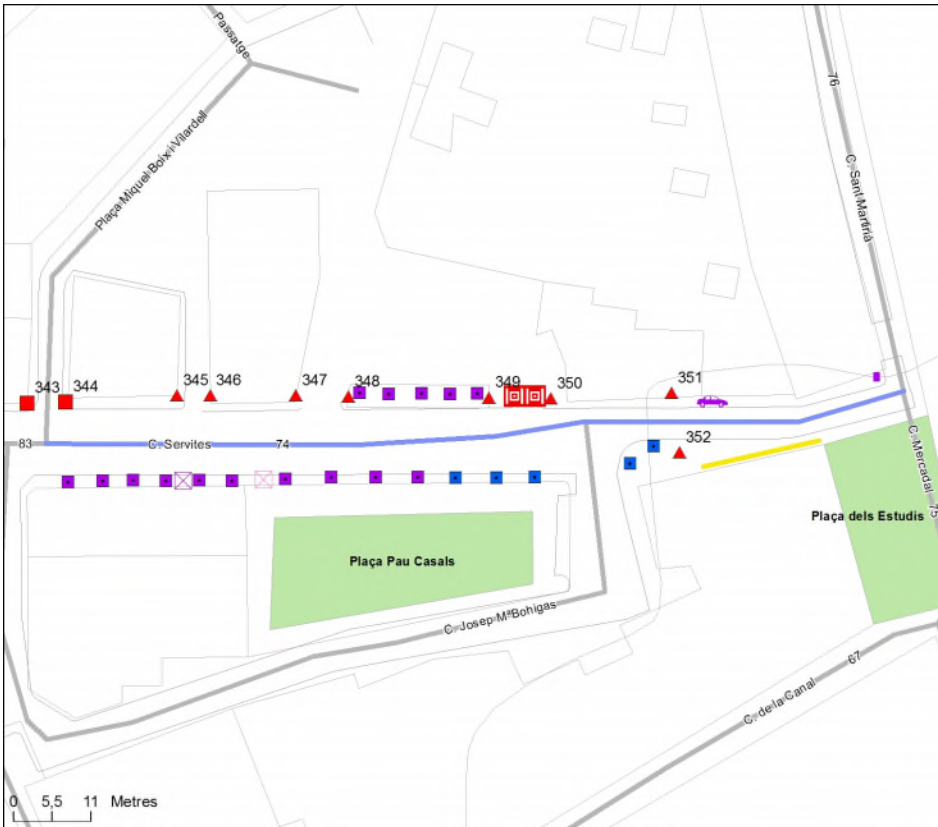 Passatge
76
Plaça Miquel Boix i Vilardell
C. Sant Martirià
343
344
345
346
347
348
349
350
351
352
83
C. Servites
74
C. Mercadal
75
Plaça dels Estudis
Plaça Pau Casals
C. Josep MªBohigas
67
C. de la Canal
0 5,5 11 Metres